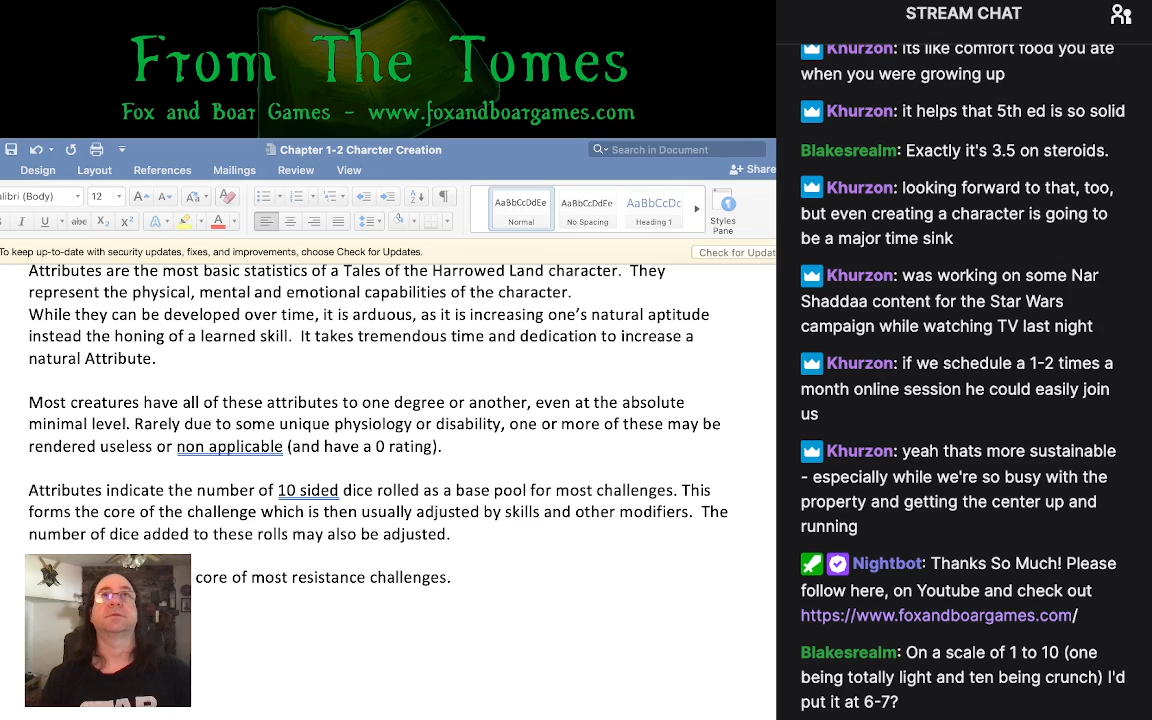 From The Tomes
Fox and Boar Games - www.foxandboargames.com
Chapter 1-2 Charcter Creation
Search in Document
Design Layout References Mailings Review View
Share
alibri (Body) 12
AaBbCcDdEe AaBbCcDdEe AaBbCcDc
Normal No Spacing Heading 1
Styles
Pane
To keep up-to-date with security updates, fixes, and improvements, choose Check for Updates.
Check for Updat
Attributes are the most basic statistics of a Tales of the Harrowed Land character. They
represent the physical, mental and emotional capabilities of the character.
While they can be developed over time, it is arduous, as it is increasing one's natural aptitude
instead the honing of a learned skill. It takes tremendous time and dedication to increase a
natural Attribute.
Most creatures have all of these attributes to one degree or another, even at the absolute
minimal level. Rarely due to some unique physiology or disability, one or more of these may be
rendered useless or non applicable (and have a 0 rating).
Attributes indicate the number of 10 sided dice rolled as a base pool for most challenges. This
forms the core of the challenge which is then usually adjusted by skills and other modifiers. The
number of dice added to these rolls may also be adjusted.
core of most resistance challenges.
STREAM CHAT
Khurzon: its like comfort food you ate
when you were growing up
Khurzon: it helps that 5th ed is so solid
Blakesrealm: Exactly it's 3.5 on steroids.
Khurzon: looking forward to that, too,
but even creating a character is going to
be a major time sink
Khurzon: was working on some Nar
Shaddaa content for the Star Wars
campaign while watching TV last night
Khurzon: if we schedule a 1-2 times a
month online session he could easily join
us
Khurzon: yeah thats more sustainable
- especially while we're so busy with the
property and getting the center up and
running
Nightbot: Thanks So Much! Please
follow here, on Youtube and check out
https://www.foxandboargames.com/
Blakesrealm: On a scale of 1 to 10 (one
being totally light and ten being crunch) I'd
put it at 6-7?